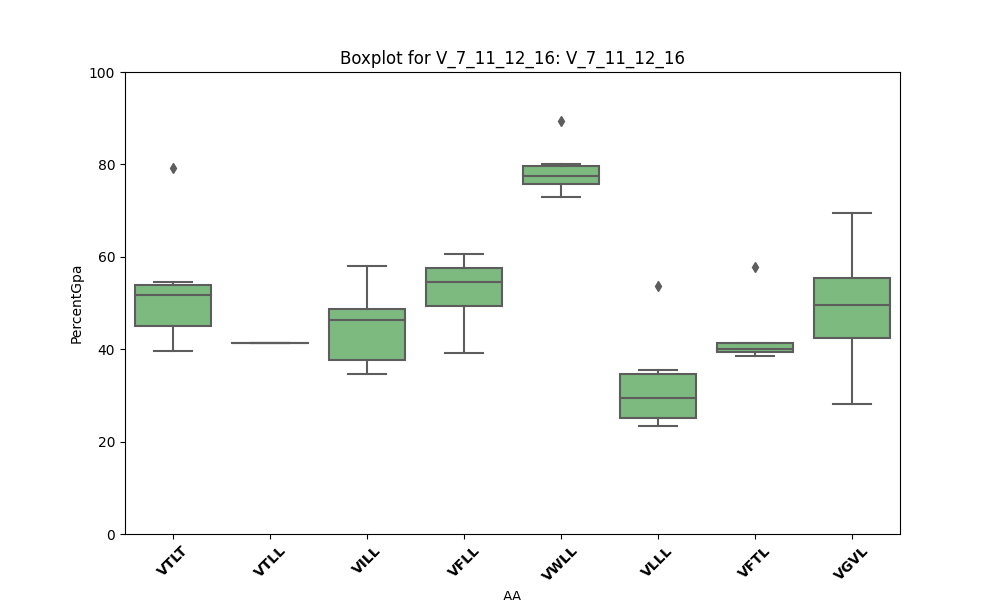 Boxplot for V_7_11_12_16: V_7_11_12_16
100
80
60
40
20
0
PercentGpa
VTLT
VTLL
VILL
VFLL
VWLL
VLLL
VFTL
VGVL
AA